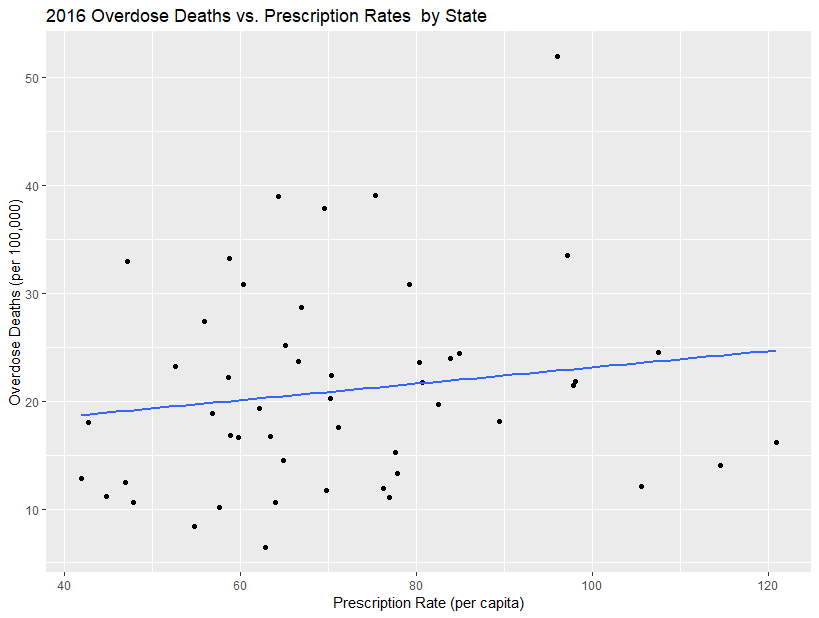 2016 Overdose Deaths vs. Prescription Rates  by State
50
40
30
20
10
Overdose Deaths (per 100,000)
40 60 80 100 120
Prescription Rate (per capita)